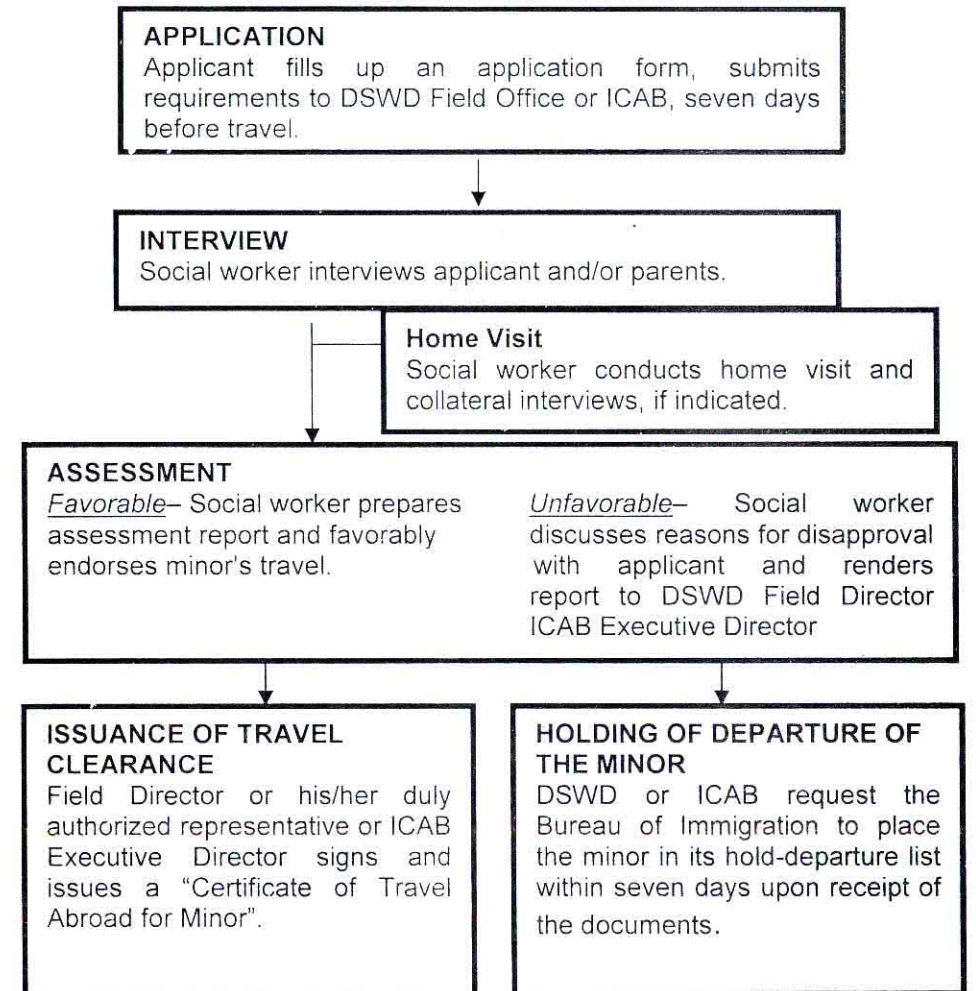 APPLICATION
Applicant fills up an application form, submits
requirements to DSWD Field Office or ICAB, seven days
before travel.
INTERVIEW
Social worker interviews applicant and/or parents.
Home Visit
Social worker conducts home visit and
collateral interviews, if indicated.
ASSESSMENT
Favorable– Social worker prepares
assessment report and favorably
endorses minor's travel.
Unfavorable– Social worker
discusses reasons for disapproval
with applicant and renders
report to DSWD Field Director
ICAB Executive Director
ISSUANCE OF TRAVEL
CLEARANCE
Field Director or his/her duly
authorized representative or ICAB
Executive Director signs and
issues a “Certificate of Travel
Abroad for Minor”.
HOLDING OF DEPARTURE OF
THE MINOR
DSWD or ICAB request the
Bureau of Immigration to place
the minor in its hold-departure list
within seven days upon receipt of
the documents.